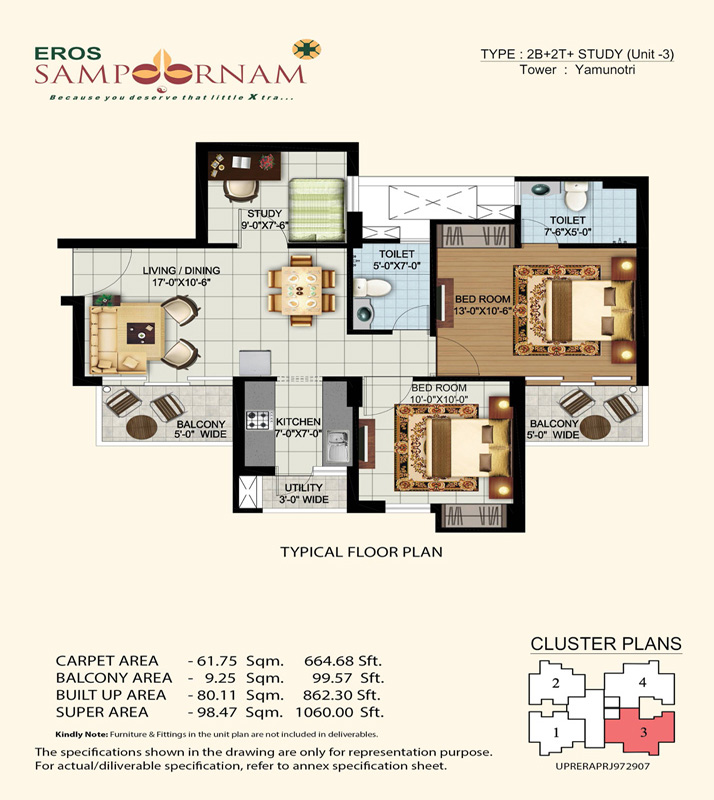 EROS
SAMPOORNAM
Because you deserve that little X tra...
TYPE : 2B+2T+ STUDY (Unit -3)
Tower : Yamunotri
STUDY
9'-0"X7'-6"
TOILET
7'-6"X5'-0"
LIVING / DINING
17'-0"X10'-6"
TOILET
5'-0"X7'-0"
BED ROOM
13'-0"X10'-6"
BED ROOM
10'-0"X10'-0"
BALCONY
5'-0" WIDE
KITCHEN
7'-0"X7'-0"
BALCONY
5'-0" WIDE
UTILITY
3'-0" WIDE
TYPICAL FLOOR PLAN
CARPET AREA - 61.75 Sqm. 664.68 Sft.
BALCONY AREA - 9.25 Sqm. 99.57 Sft.
BUILT UP AREA - 80.11 Sqm. 862.30 Sft.
SUPER AREA - 98.47 Sqm. 1060.00 Sft.
Kindly Note: Furniture & Fittings in the unit plan are not included in deliverables.
The specifications shown in the drawing are only for representation purpose.
For actual/diliverable specification, refer to annex specification sheet.
CLUSTER PLANS
2
4
1
3
UPRERAPRJ972907